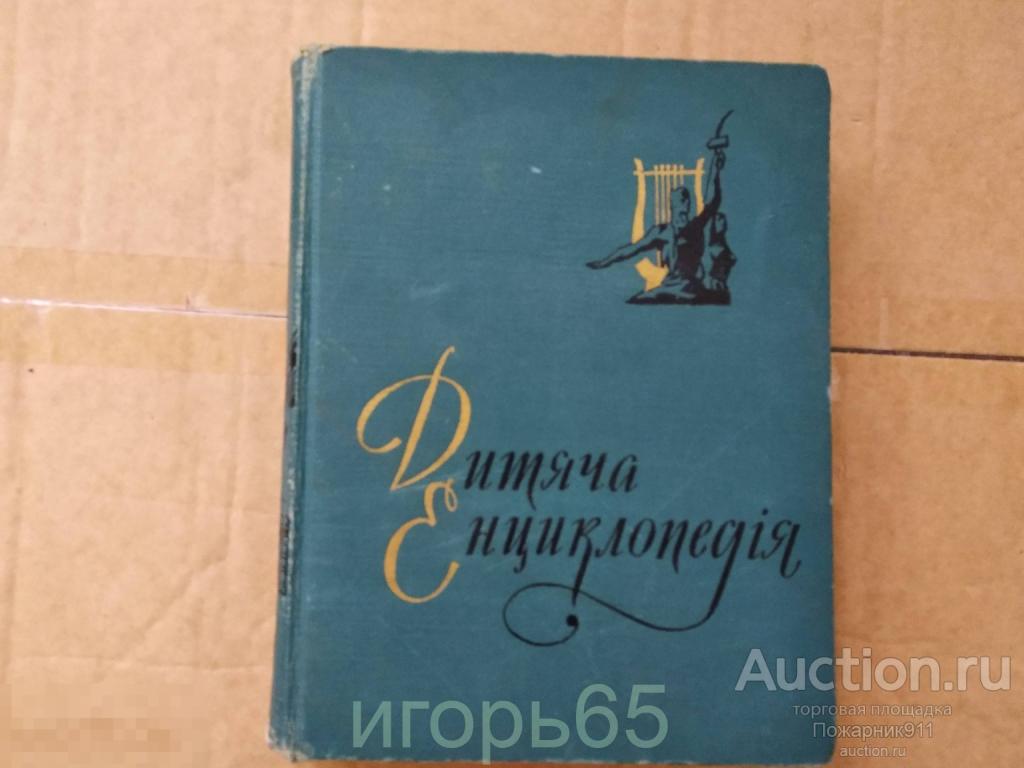 Дитяча
Енциклопедія
игорь65
Auction.ru
торговая площадка
Пожарник911
auction.ru